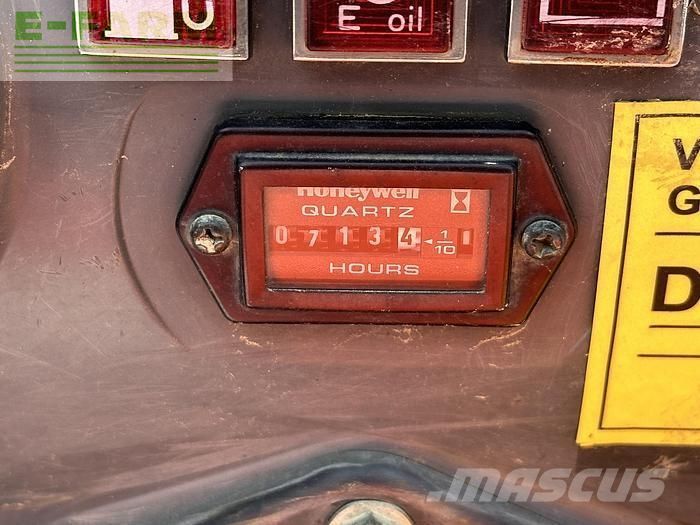 E-FARM
E oil
Honeywell
QUARTZ
0 7 1 3 4 1/10
HOURS
V
G
D
MASCUS